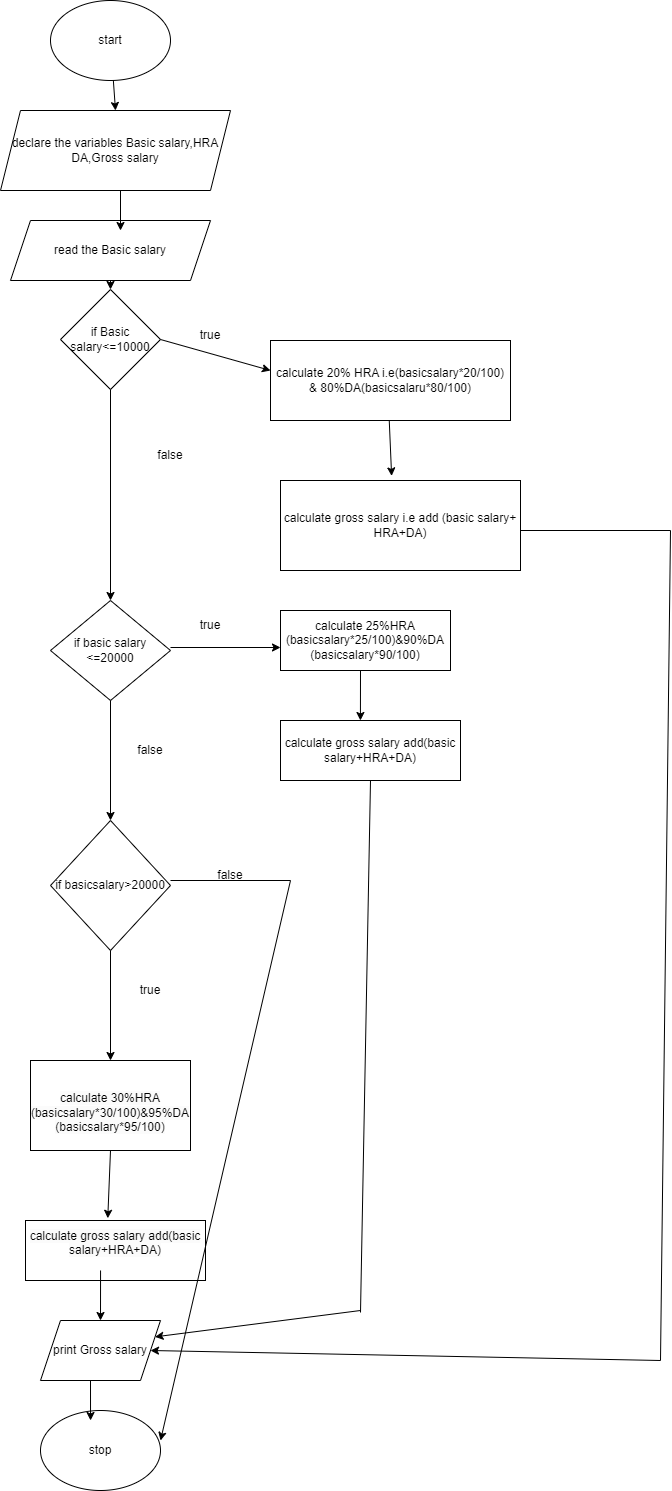 start
declare the variables Basic salary,HRA
DA,Gross salary
read the Basic salary
if Basic
salary<=10000
true
calculate 20% HRA i.e(basicsalary*20/100)
& 80%DA(basicsalaru*80/100)
false
calculate gross salary i.e add (basic salary+
HRA+DA)
if basic salary
<=20000
true
calculate 25%HRA
(basicsalary*25/100)&90%DA
(basicsalary*90/100)
false
calculate gross salary add(basic
salary+HRA+DA)
if basicsalary>20000
false
true
calculate 30%HRA
(basicsalary*30/100)&95%DA
(basicsalary*95/100)
calculate gross salary add(basic
salary+HRA+DA)
print Gross salary
stop